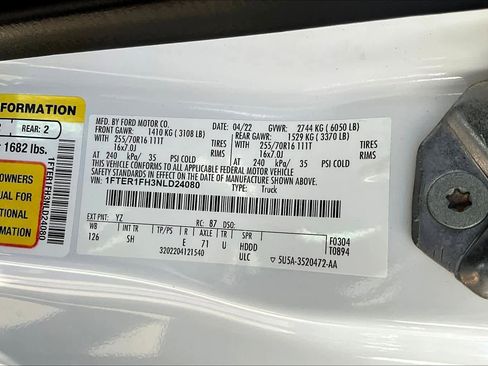 FORMATION
REAR: 2
1682 lbs.
OWNERS
1FTER1FH3NLD24080
MFD. BY FORD MOTOR CO. DATE: 04/22 GVWR: 2744 KG ( 6050 LB)
FRONT GAWR: 1410 KG ( 3108 LB) REAR GAWR: 1529 KG ( 3370 LB)
WITH 255/70R16 111T TIRES WITH 255/70R16 111T TIRES
16x7.0J RIMS 16x7.0J RIMS
AT 240 kPa/ 35 PSI COLD AT 240 kPa/ 35 PSI COLD
THIS VEHICLE CONFORMS TO ALL APPLICABLE FEDERAL MOTOR VEHICLE
SAFETY STANDARDS IN EFFECT ON THE DATE OF MANUFACTURE SHOWN ABOVE.
VIN: 1FTER1FH3NLD24080
TYPE: Truck
EXT PNT: YZ RC: 87 DSO:
WB INT TR TP/PS R AXLE TR SPR F0304
126 SH E 71 U HDDD T0894
3202204121540 ULC 5U5A-3520472-AA